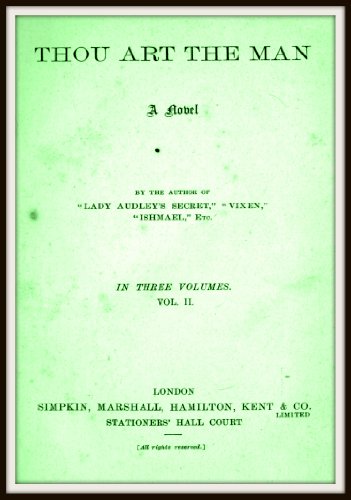 THOU ART THE MAN
A Novel
BY THE AUTHOR OF
"LADY AUDLEY'S SECRET," "VIXEN,"
"ISHMAEL," ETC.
IN THREE VOLUMES.
VOL. II.
LONDON
SIMPKIN, MARSHALL, HAMILTON, KENT & CO.
LIMITED
STATIONERS' HALL COURT
[All rights reserved.]